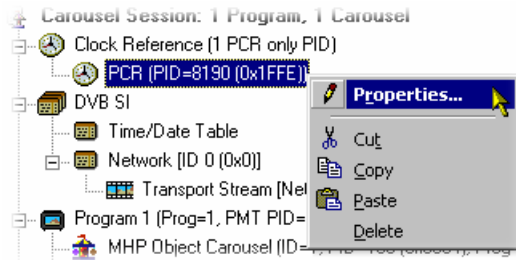 Carousel Session: 1 Program, 1 Carousel
Clock Reference (1 PCR only PID)
PCR (PID=8190 (0x1FFE))
Properties...
DVB SI
Time/Date Table
Cut
Network [ID 0 (0x0)]
Copy
Transport Stream [Net
Paste
Program 1 (Prog=1, PMT PID=
Delete
MHP Object Carousel (ID=